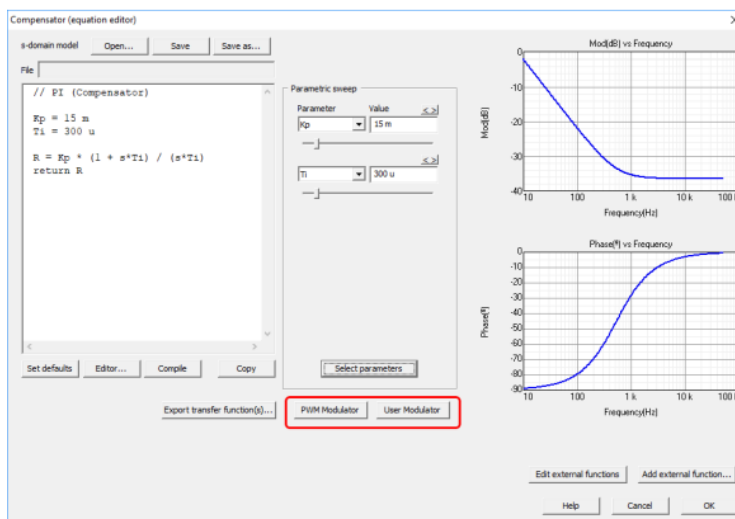 Compensator (equation editor)
s-domain model Open... Save Save as...
File
// PI (Compensator)
Kp = 15 m
Ti = 300 u
R = Kp * (1 + s*Ti) / (s*Ti)
return R
Set defaults Editor... Compile Copy
Export transfer function(s)...
Parametric sweep
Parameter Value < >
Kp 15 m
< >
Ti 300 u
Select parameters
PWM Modulator User Modulator
Mod(dB) vs Frequency
Mod(dB)
0
-10
-20
-30
-40
10 100 1 k 10 k 100 k
Frequency(Hz)
Phase(º) vs Frequency
Phase(º)
0
-10
-20
-30
-40
-50
-60
-70
-80
-90
10 100 1 k 10 k 100 k
Frequency(Hz)
Edit external functions Add external function...
Help Cancel OK